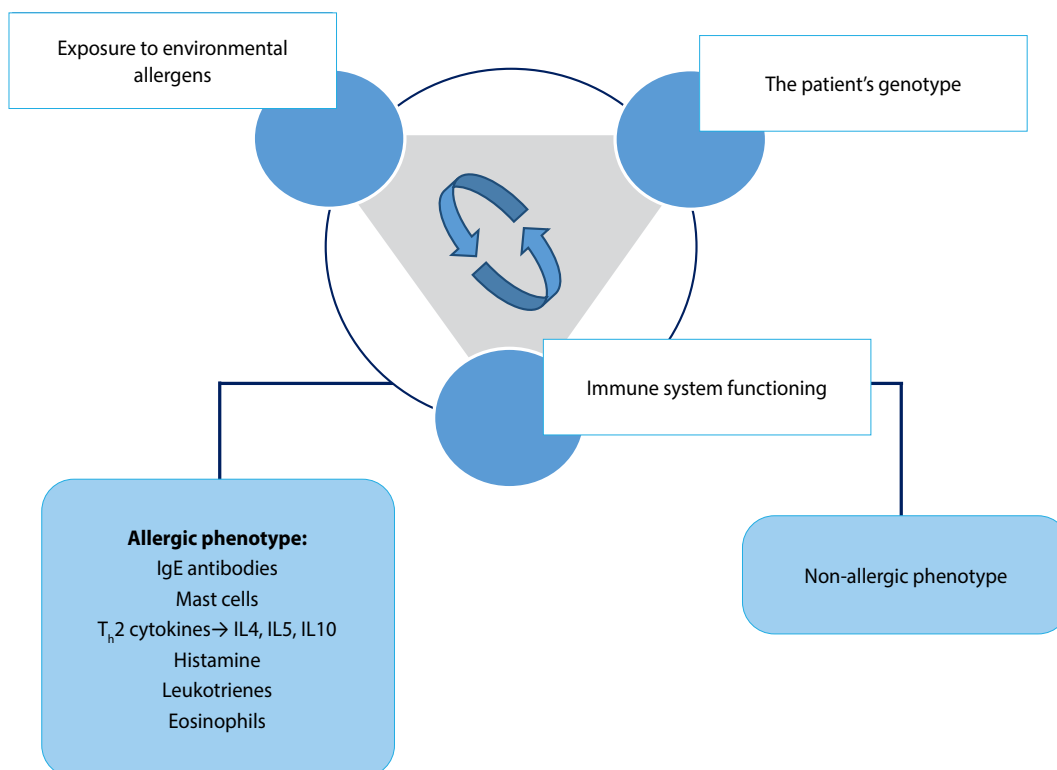 Exposure to environmental
allergens
The patient’s genotype
Immune system functioning
Allergic phenotype:
IgE antibodies
Mast cells
Tₕ2 cytokines→ IL4, IL5, IL10
Histamine
Leukotrienes
Eosinophils
Non-allergic phenotype